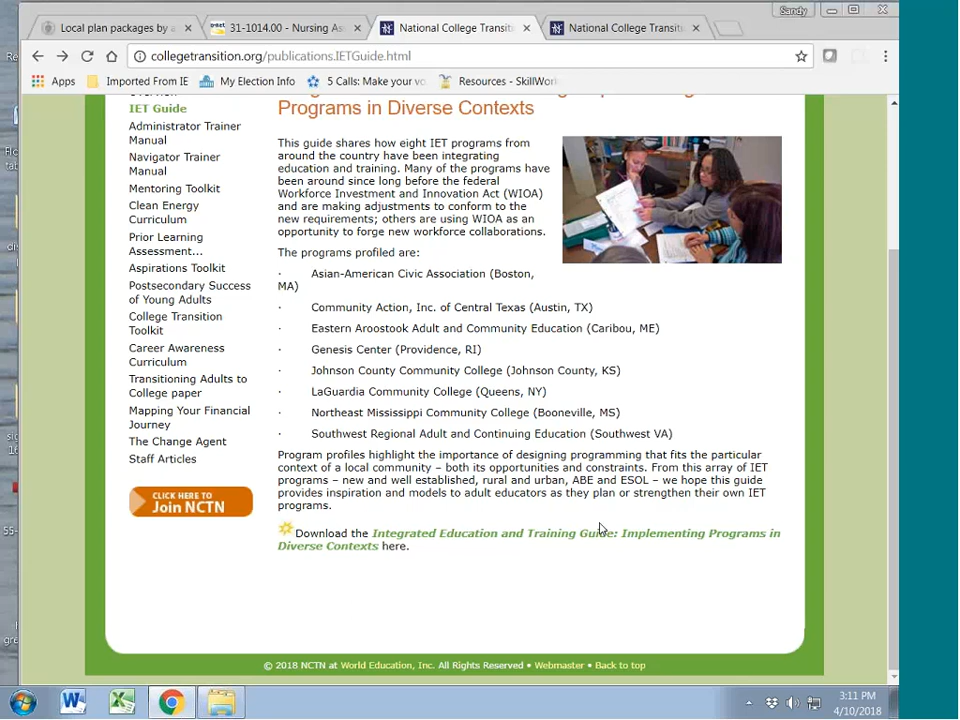 Sandy
Local plan packages by a
31-1014.00 - Nursing As
National College Transit
National College Transit
collegetransition.org/publications.IETGuide.html
Apps
Imported From IE
My Election Info
5 Calls: Make your vo
Resources - SkillWor
IET Guide
Administrator Trainer
Manual
Navigator Trainer
Manual
Mentoring Toolkit
Clean Energy
Curriculum
Prior Learning
Assessment...
Aspirations Toolkit
Postsecondary Success
of Young Adults
College Transition
Toolkit
Career Awareness
Curriculum
Transitioning Adults to
College paper
Mapping Your Financial
Journey
The Change Agent
Staff Articles
CLICK HERE TO
Join NCTN
Programs in Diverse Contexts
This guide shares how eight IET programs from
around the country have been integrating
education and training. Many of the programs have
been around since long before the federal
Workforce Investment and Innovation Act (WIOA)
and are making adjustments to conform to the
new requirements; others are using WIOA as an
opportunity to forge new workforce collaborations.
The programs profiled are:
· Asian-American Civic Association (Boston,
MA)
· Community Action, Inc. of Central Texas (Austin, TX)
· Eastern Aroostook Adult and Community Education (Caribou, ME)
· Genesis Center (Providence, RI)
· Johnson County Community College (Johnson County, KS)
· LaGuardia Community College (Queens, NY)
· Northeast Mississippi Community College (Booneville, MS)
· Southwest Regional Adult and Continuing Education (Southwest VA)
Program profiles highlight the importance of designing programming that fits the particular
context of a local community – both its opportunities and constraints. From this array of IET
programs – new and well established, rural and urban, ABE and ESOL – we hope this guide
provides inspiration and models to adult educators as they plan or strengthen their own IET
programs.
Download the Integrated Education and Training Guide: Implementing Programs in
Diverse Contexts here.
© 2018 NCTN at World Education, Inc. All Rights Reserved • Webmaster • Back to top
3:11 PM
4/10/2018